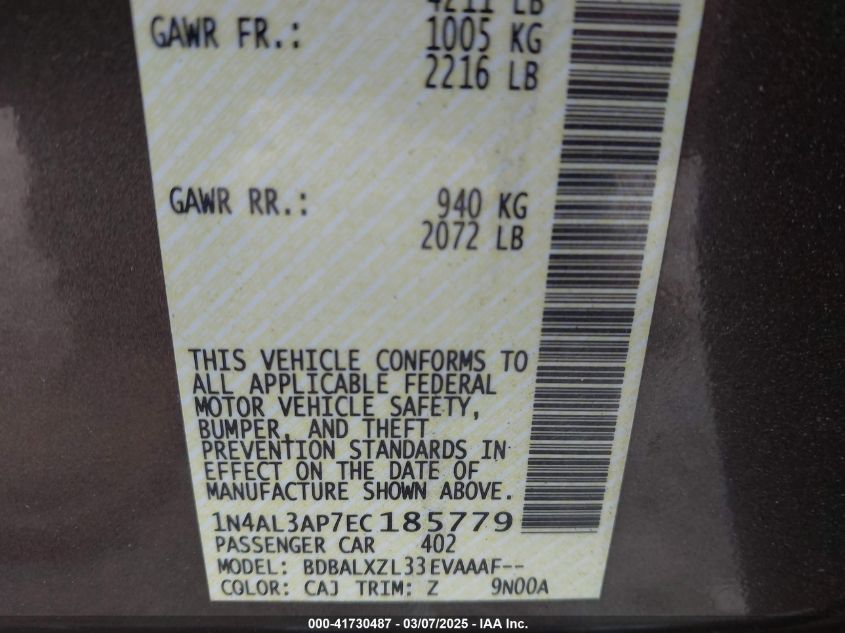 4211 LB
GAWR FR.: 1005 KG
2216 LB
GAWR RR.: 940 KG
2072 LB
THIS VEHICLE CONFORMS TO
ALL APPLICABLE FEDERAL
MOTOR VEHICLE SAFETY,
BUMPER, AND THEFT
PREVENTION STANDARDS IN
EFFECT ON THE DATE OF
MANUFACTURE SHOWN ABOVE.
1N4AL3AP7EC185779
PASSENGER CAR 402
MODEL: BDBALXZL33EVAAAF--
COLOR: CAJ TRIM: Z 9N00A
000-41730487 - 03/07/2025 - IAA Inc.